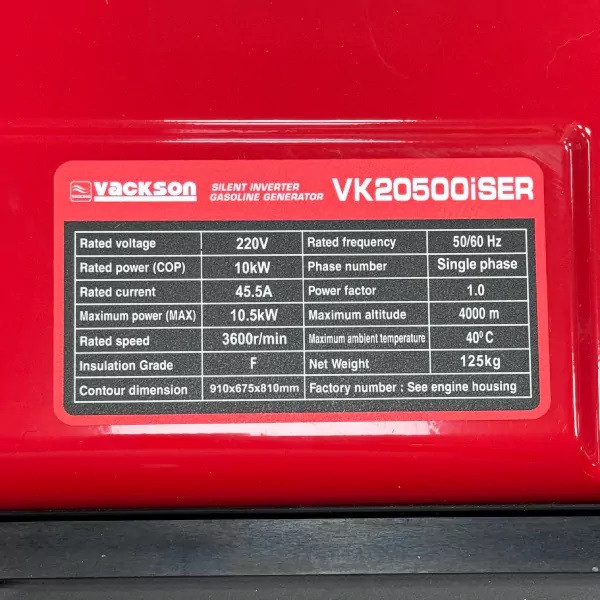 vackson SILENT INVERTER GASOLINE GENERATOR VK20500iSER
Rated voltage 220V Rated frequency 50/60 Hz
Rated power (COP) 10kW Phase number Single phase
Rated current 45.5A Power factor 1.0
Maximum power (MAX) 10.5kW Maximum altitude 4000 m
Rated speed 3600r/min Maximum ambient temperature 40⁰ C
Insulation Grade F Net Weight 125kg
Contour dimension 910x675x810mm Factory number : See engine housing